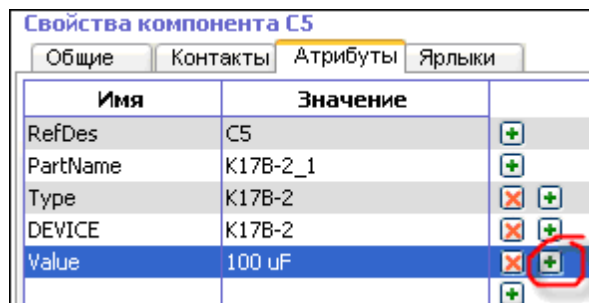 Свойства компонента C5
Общие Контакты Атрибуты Ярлыки
Имя Значение
RefDes C5
PartName K17B-2_1
Type K17B-2
DEVICE K17B-2
Value 100 uF